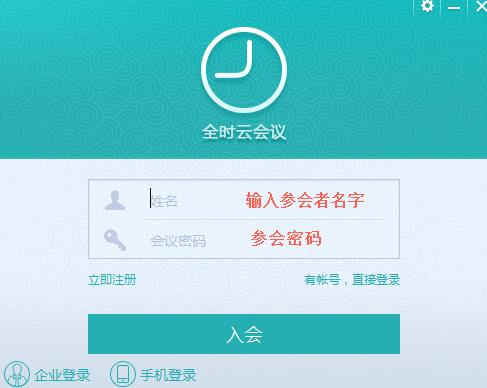 全时云会议
姓名 输入参会者名字
会议密码 参会密码
立即注册 有帐号，直接登录
入会
企业登录 手机登录